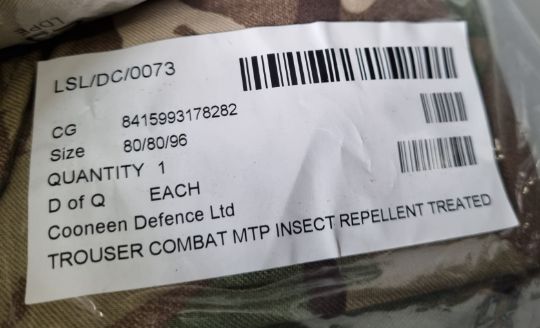 LDPE
LSL/DC/0073
CG 8415993178282
Size 80/80/96
QUANTITY 1
D of Q EACH
Cooneen Defence Ltd
TROUSER COMBAT MTP INSECT REPELLENT TREATED